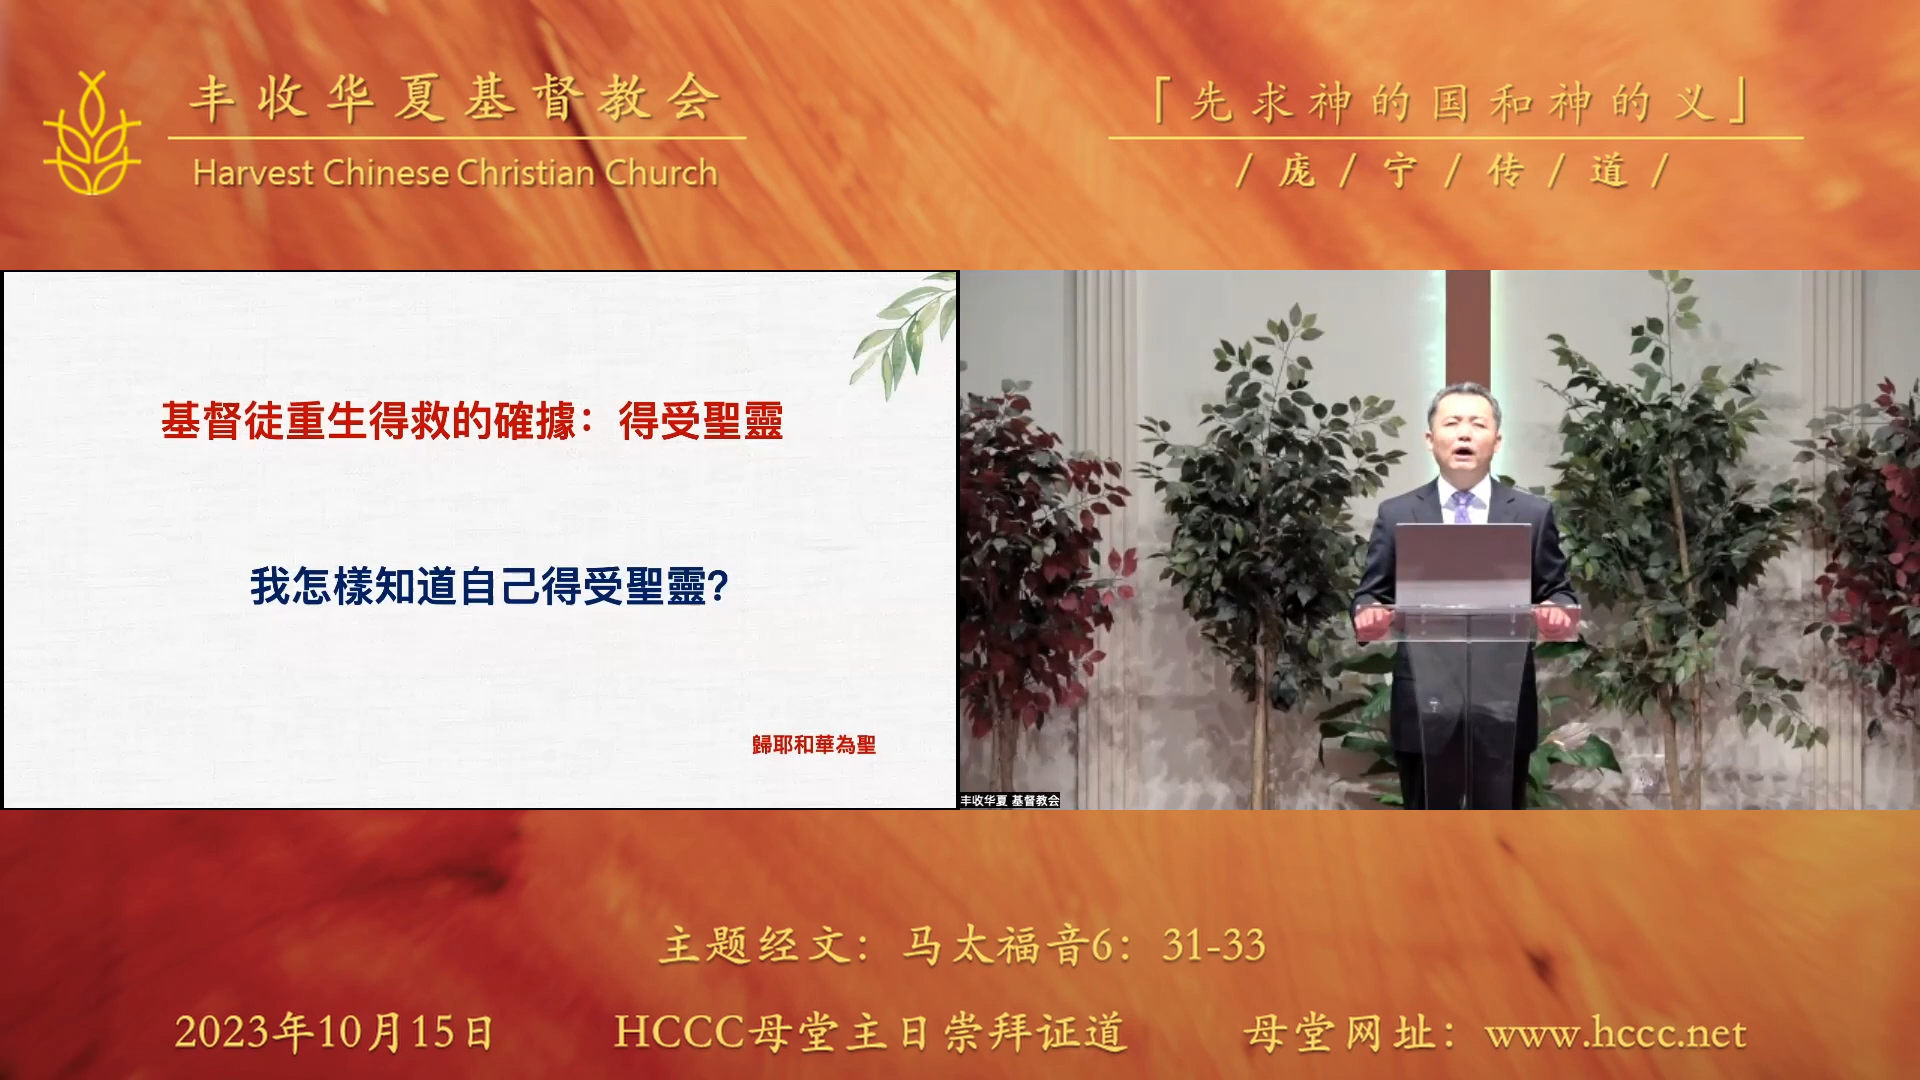 丰收华夏基督教会
Harvest Chinese Christian Church
「先求神的国和神的义」
/ 庞 / 宁 / 传 / 道 /
基督徒重生得救的確據：得受聖靈
我怎樣知道自己得受聖靈？
歸耶和華為聖
丰收华夏 基督教会
主题经文：马太福音6：31-33
2023年10月15日
HCCC母堂主日崇拜证道
母堂网址：www.hccc.net